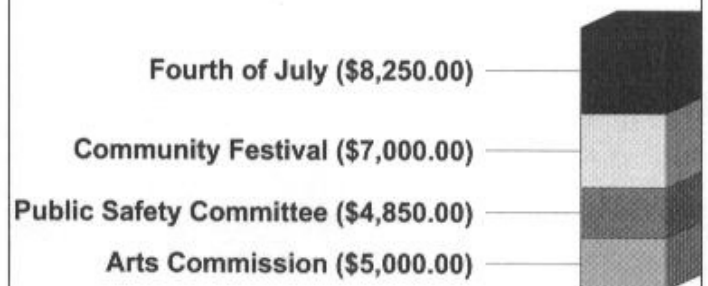 Fourth of July ($8,250.00)
Community Festival ($7,000.00)
Public Safety Committee ($4,850.00)
Arts Commission ($5,000.00)